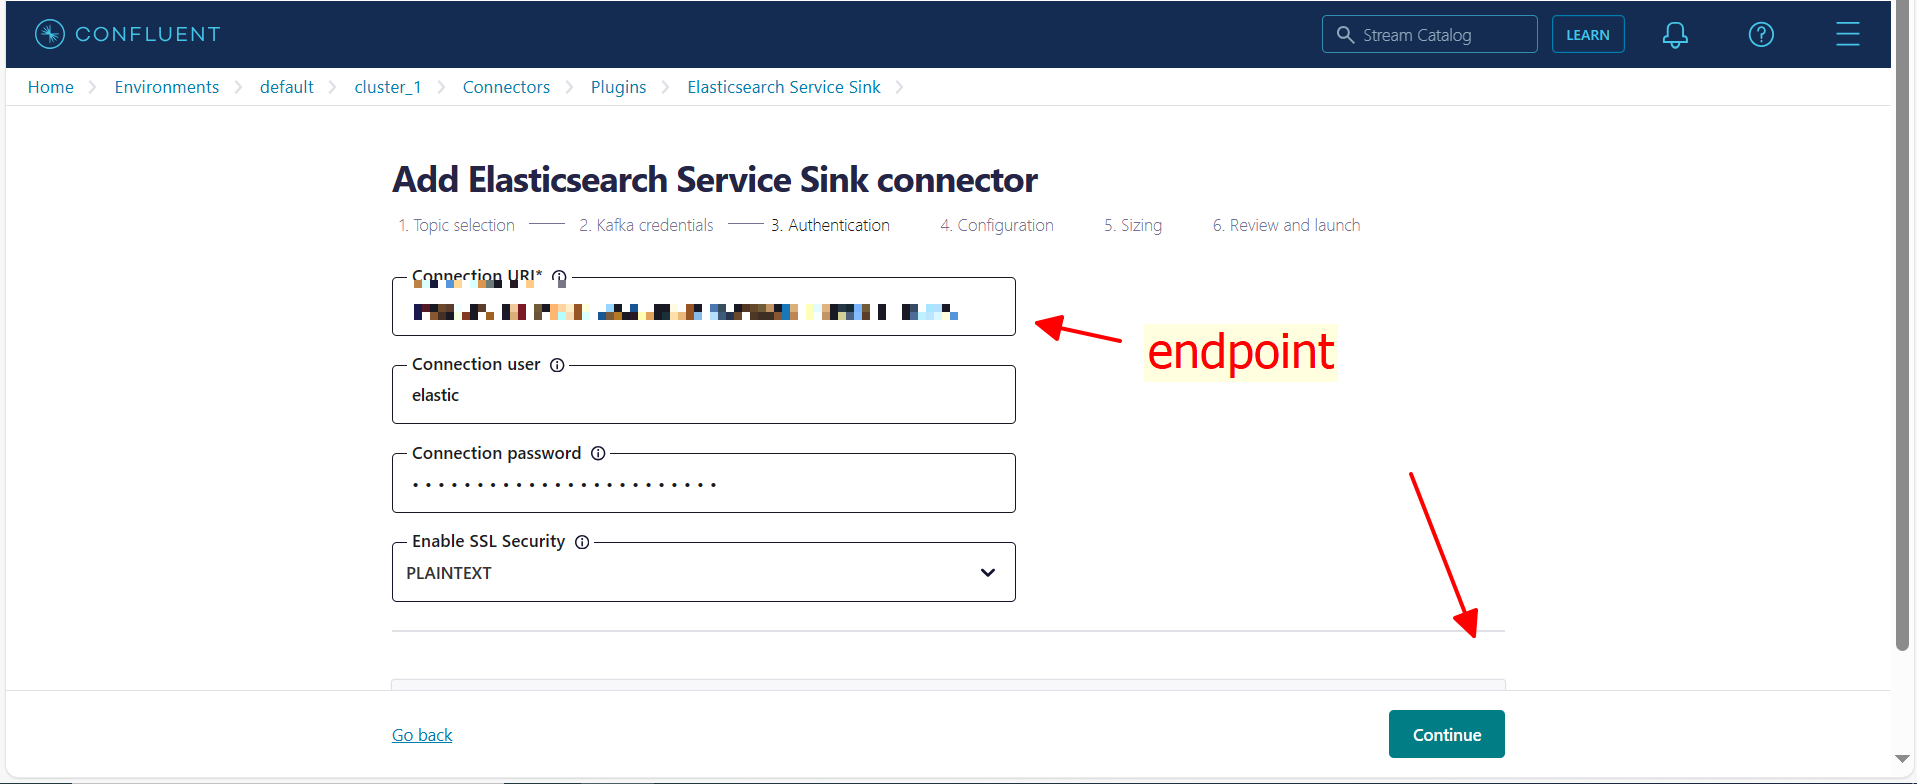 CONFLUENT
Stream Catalog
LEARN
Home
Environments
default
cluster_1
Connectors
Plugins
Elasticsearch Service Sink
Add Elasticsearch Service Sink connector
1. Topic selection
2. Kafka credentials
3. Authentication
4. Configuration
5. Sizing
6. Review and launch
Connection URI*
endpoint
Connection user
elastic
Connection password
Enable SSL Security
PLAINTEXT
Go back
Continue